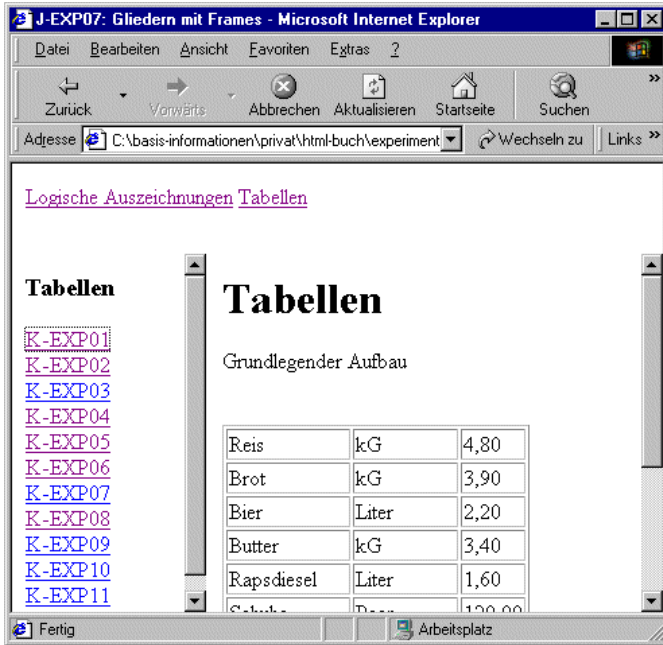 J-EXP07: Gliedern mit Frames - Microsoft Internet Explorer
Datei Bearbeiten Ansicht Favoriten Extras ?
Zurück Vorwärts Abbrechen Aktualisieren Startseite Suchen »
Adresse C:\basis-informationen\privat\html-buch\experiment Wechseln zu Links »
Logische Auszeichnungen Tabellen
Tabellen
K-EXP01
K-EXP02
K-EXP03
K-EXP04
K-EXP05
K-EXP06
K-EXP07
K-EXP08
K-EXP09
K-EXP10
K-EXP11
Tabellen
Grundlegender Aufbau
Reis kG 4,80
Brot kG 3,90
Bier Liter 2,20
Butter kG 3,40
Rapsdiesel Liter 1,60
Fertig Arbeitsplatz